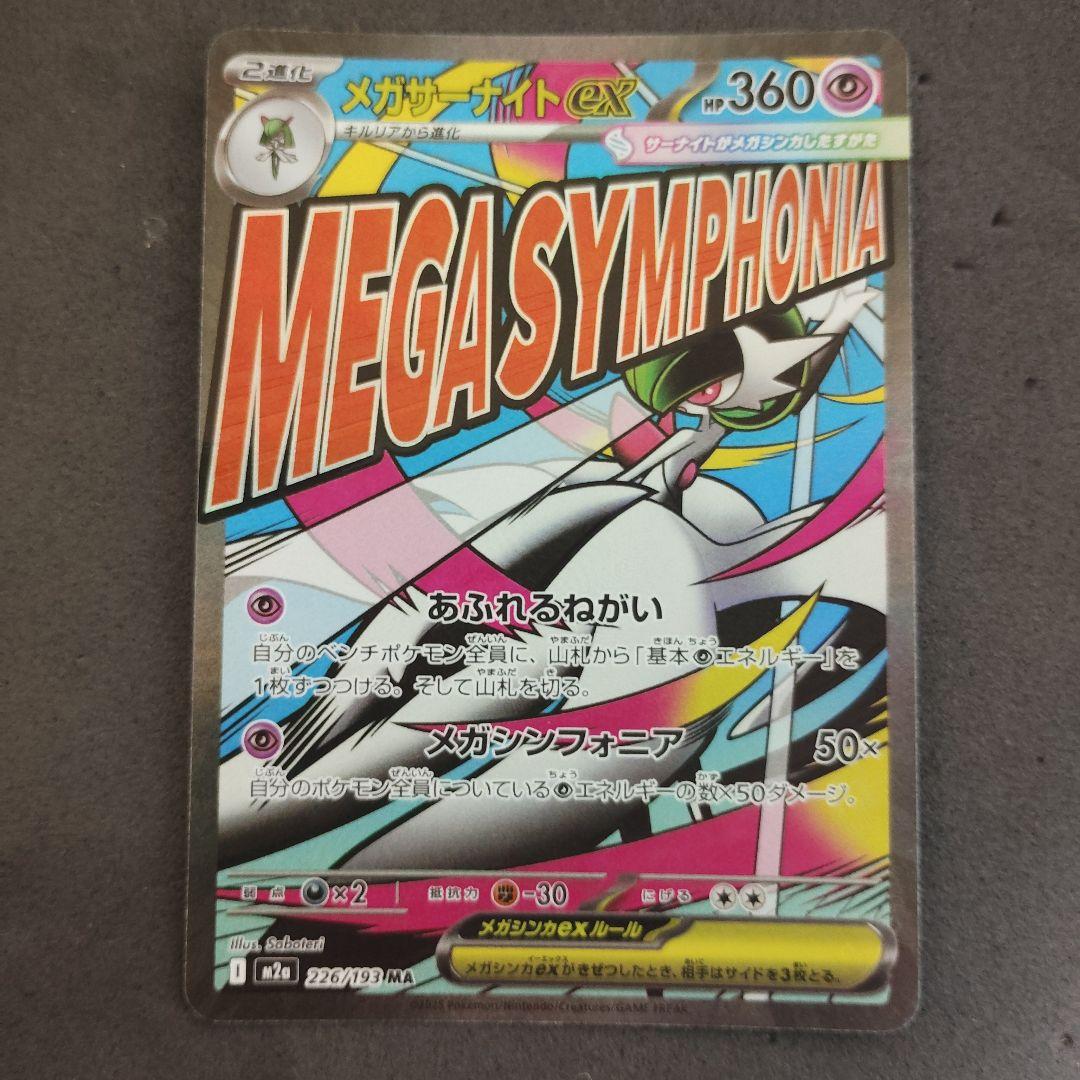 2進化
メガサーナイトex
HP 360
キルリアから進化
サーナイトがメガシンカしたすがた
MEGA SYMPHONIA
あふれるねがい
自分のベンチポケモン全員に、山札から「基本エネルギー」を
1枚ずつつける。そして山札を切る。
メガシンフォニア 50×
自分のポケモン全員についているエネルギーの数×50ダメージ。
弱点 ×2 抵抗力 -30 にげる
メガシンカexルール
メガシンカexがきぜつしたとき、相手はサイドを3枚とる。
Illus. Saboteri
I m2a 226/193 MA
©2025 Pokémon/Nintendo/Creatures/GAME FREAK